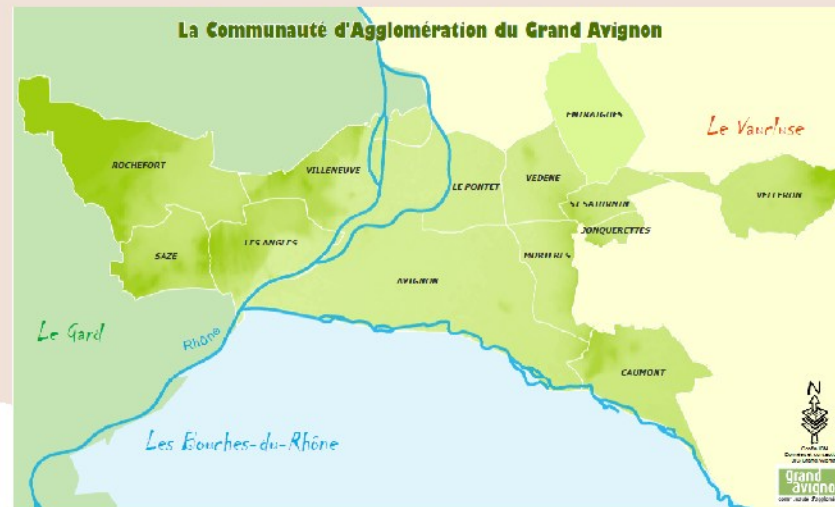 La Communauté d'Agglomération du Grand Avignon
ENTRAIGUES
Le Vaucluse
ROCHEFORT
VILLENEUVE
LE PONTET
VEDENE
VELLERON
ST SATURNIN
JONQUERETTES
SAZE
LES ANGLES
MORIERES
AVIGNON
Le Gard
Rhône
CAUMONT
Les Bouches-du-Rhône
N
grand
avignon